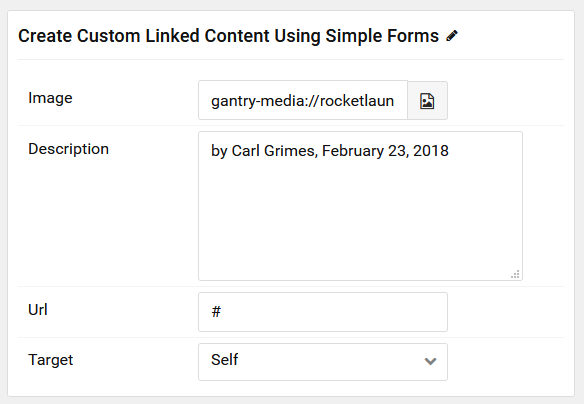 Create Custom Linked Content Using Simple Forms
Image
gantry-media://rocketlaun
Description
by Carl Grimes, February 23, 2018
Url
#
Target
Self